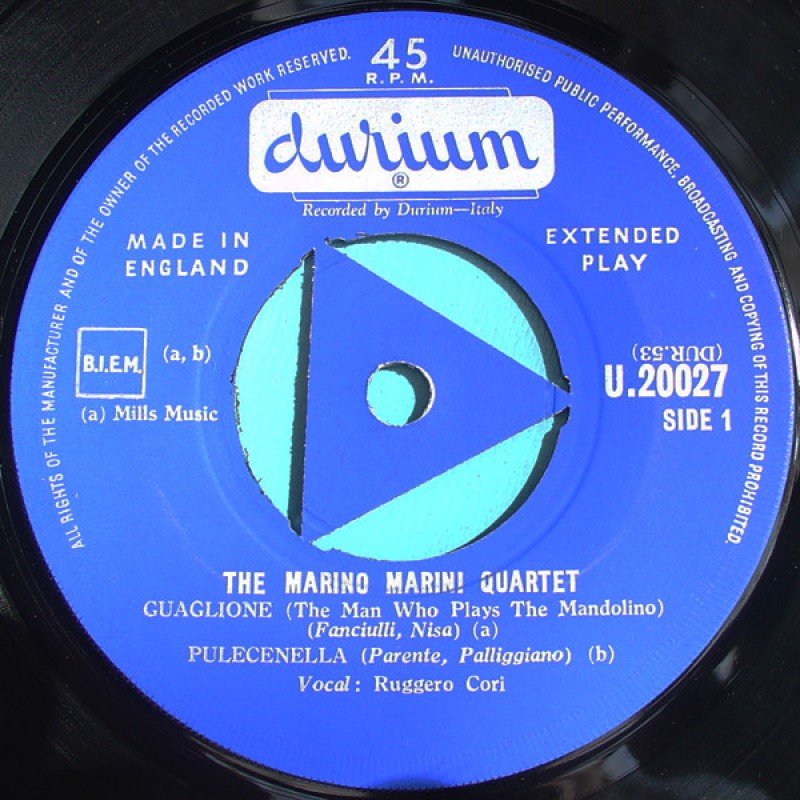 ALL RIGHTS OF THE MANUFACTURER AND OF THE OWNER OF THE RECORDED WORK RESERVED.
UNAUTHORISED PUBLIC PERFORMANCE, BROADCASTING AND COPYING OF THIS RECORD PROHIBITED.
45
R.P.M.
durium
®
Recorded by Durium—Italy
MADE IN
ENGLAND
EXTENDED
PLAY
B.I.E.M.
(a, b)
(a) Mills Music
(DUR.53)
U.20027
SIDE 1
THE MARINO MARINI QUARTET
GUAGLIONE (The Man Who Plays The Mandolino)
(Fanciulli, Nisa) (a)
PULECENELLA (Parente, Palliggiano) (b)
Vocal: Ruggero Cori